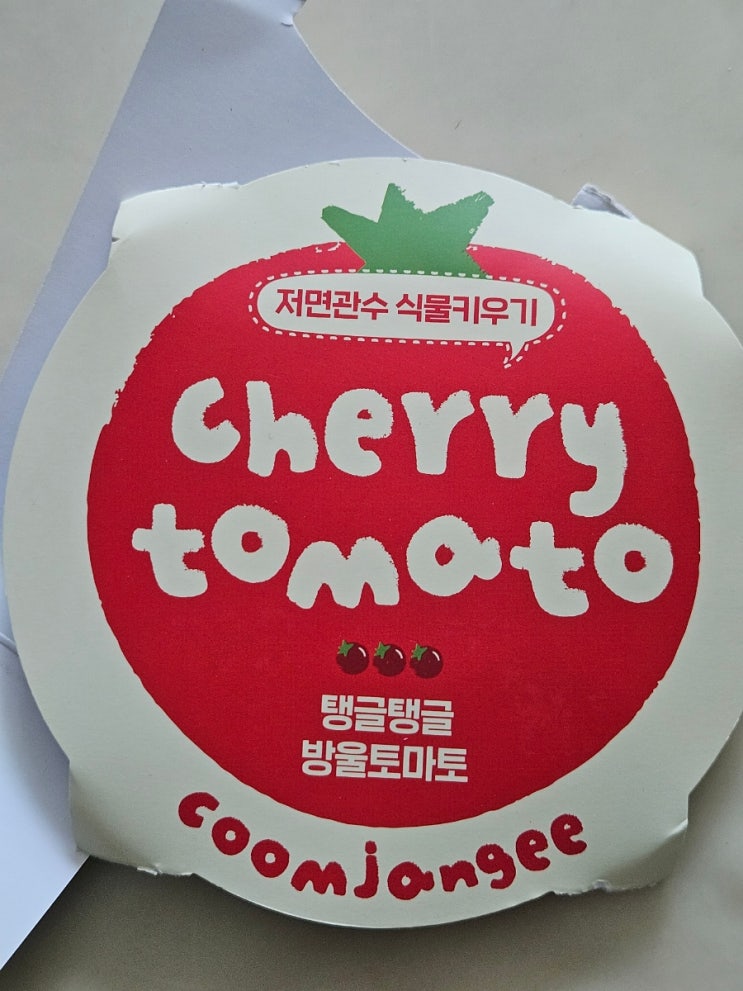 저면관수 식물키우기
cherry
tomato
탱글탱글
방울토마토
coomjangee